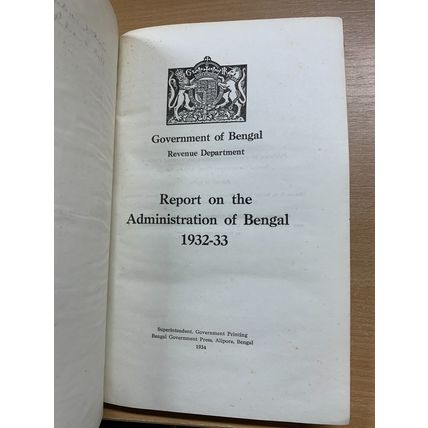 Government of Bengal
Revenue Department
Report on the
Administration of Bengal
1932-33
Superintendent, Government Printing
Bengal Government Press, Alipore, Bengal
1934